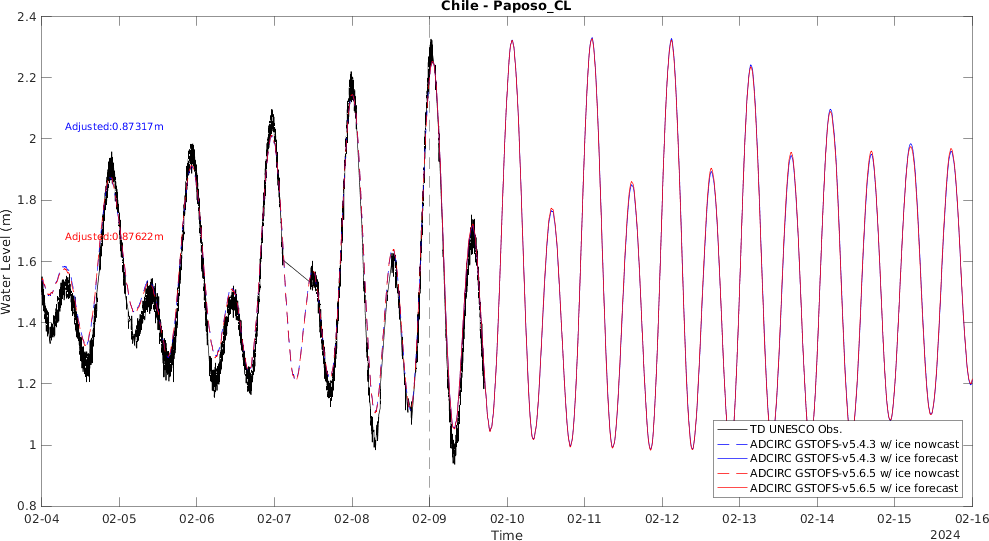 Chile - Paposo_CL
2.4
2.2
2
1.8
1.6
1.4
1.2
1
0.8
Water Level (m)
Adjusted:0.87317m
Adjusted:0.87622m
TD UNESCO Obs.
ADCIRC GSTOFS-v5.4.3 w/ ice nowcast
ADCIRC GSTOFS-v5.4.3 w/ ice forecast
ADCIRC GSTOFS-v5.6.5 w/ ice nowcast
ADCIRC GSTOFS-v5.6.5 w/ ice forecast
02-04 02-05 02-06 02-07 02-08 02-09 02-10 02-11 02-12 02-13 02-14 02-15 02-16
Time
2024